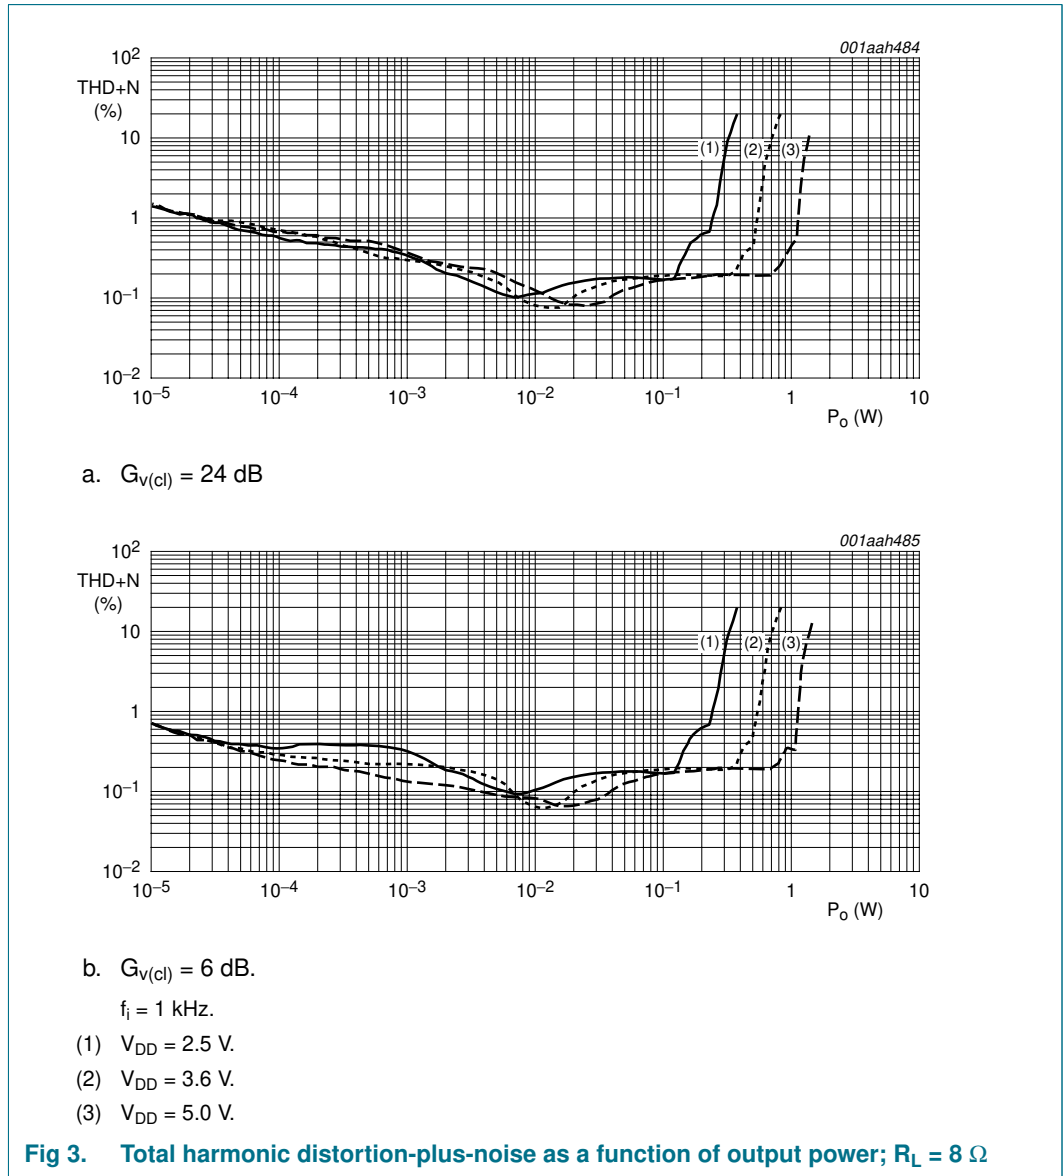 001aah484
10²
THD+N
(%)
10
(1) (2) (3)
1
10⁻¹
10⁻²
10⁻⁵ 10⁻⁴ 10⁻³ 10⁻² 10⁻¹ 1 10
Pₒ (W)
a. G_v(cl) = 24 dB
001aah485
10²
THD+N
(%)
10
(1) (2) (3)
1
10⁻¹
10⁻²
10⁻⁵ 10⁻⁴ 10⁻³ 10⁻² 10⁻¹ 1 10
Pₒ (W)
b. G_v(cl) = 6 dB.
f_i = 1 kHz.
(1) V_DD = 2.5 V.
(2) V_DD = 3.6 V.
(3) V_DD = 5.0 V.
Fig 3. Total harmonic distortion-plus-noise as a function of output power; R_L = 8 Ω